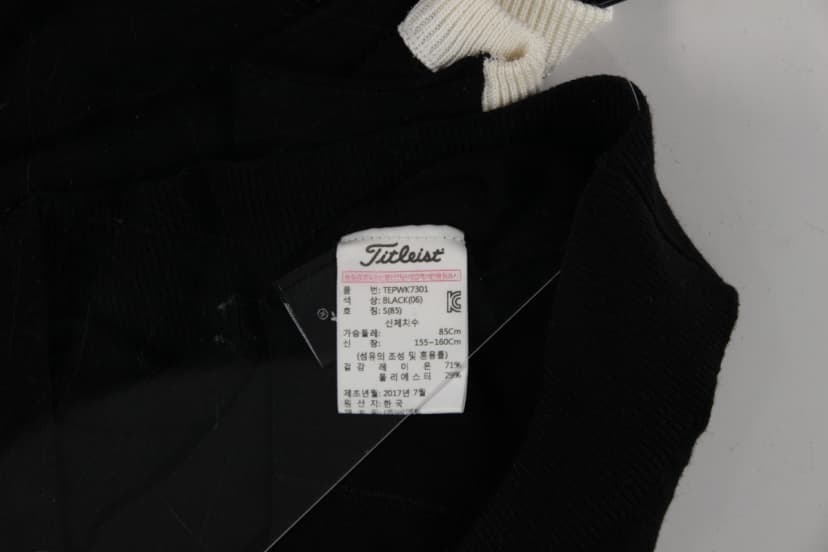 Titleist
품 번: TEPWK7301
색 상: BLACK(06)
호 칭: S(85)
신체치수
가슴둘레: 85Cm
신 장: 155~160Cm
(섬유의 조성 및 혼용률)
겉감 레이온 71%
폴리에스터 29%
제조년월: 2017년 7월
원산지: 한국